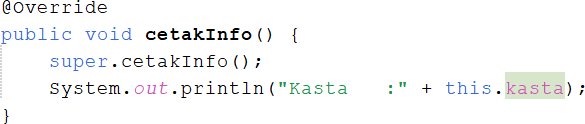 @Override
public void cetakInfo() {
    super.cetakInfo();
    System.out.println("Kasta   :" + this.kasta);
}